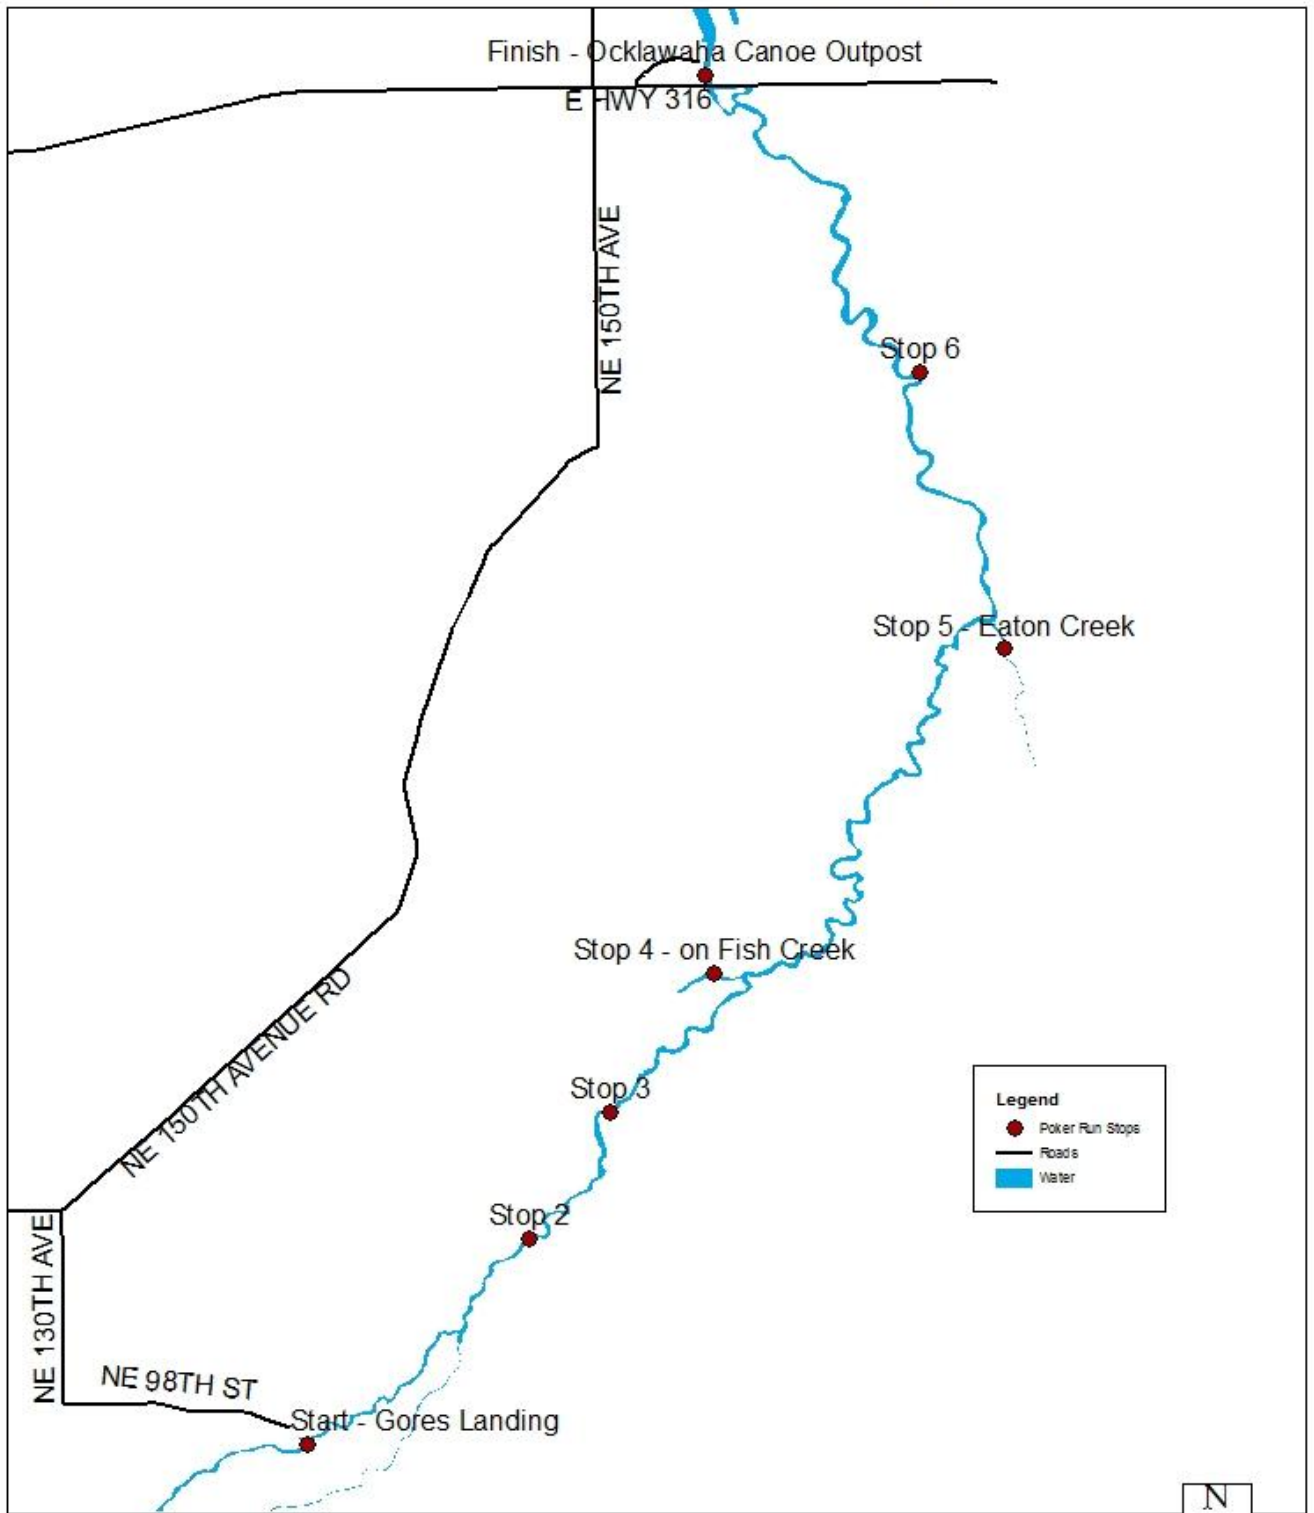 Finish - Ocklawaha Canoe Outpost
E HWY 316
NE 150TH AVE
Stop 6
Stop 5 - Eaton Creek
Stop 4 - on Fish Creek
NE 150TH AVENUE RD
Stop 3
Legend
Poker Run Stops
Roads
Water
Stop 2
NE 130TH AVE
NE 98TH ST
Start - Gores Landing
N